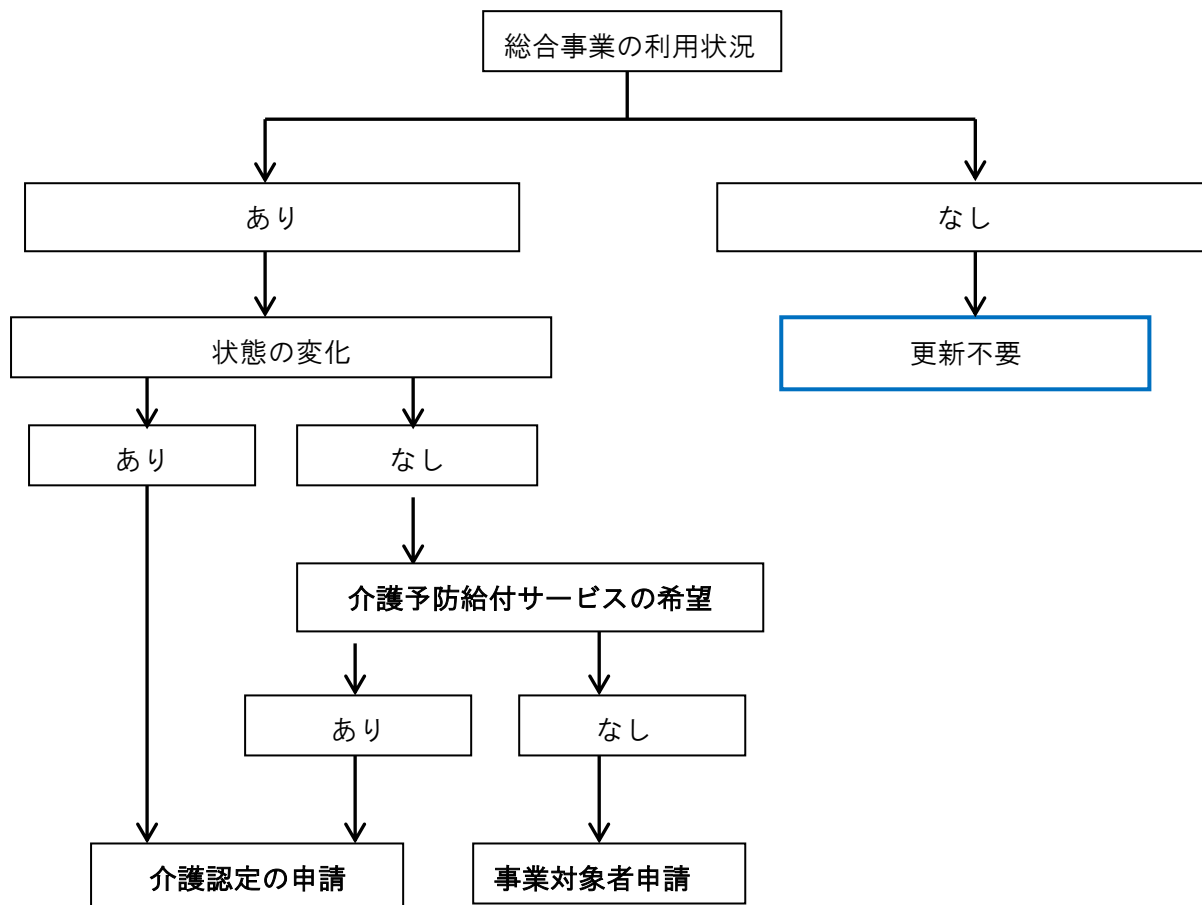 総合事業の利用状況
あり
なし
状態の変化
更新不要
あり
なし
介護予防給付サービスの希望
あり
なし
介護認定の申請
事業対象者申請